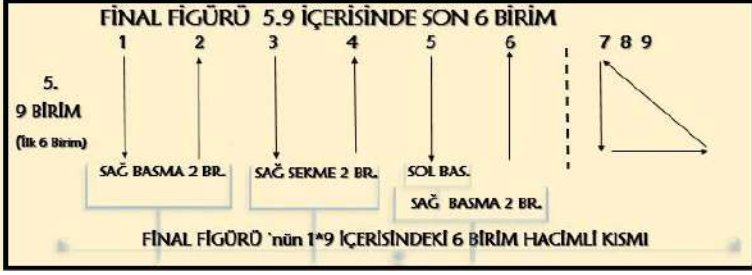 FİNAL FİGÜRÜ 5.9 İÇERİSİNDE SON 6 BİRİM
1 2 3 4 5 6 7 8 9
5.
9 BİRİM
(İlk 6 Birim)
SAĞ BASMA 2 BR. SAĞ SEKME 2 BR. SOL BAS.
SAĞ BASMA 2 BR.
FİNAL FİGÜRÜ 'nün 1*9 İÇERİSİNDEKİ 6 BİRİM HACİMLİ KISMI